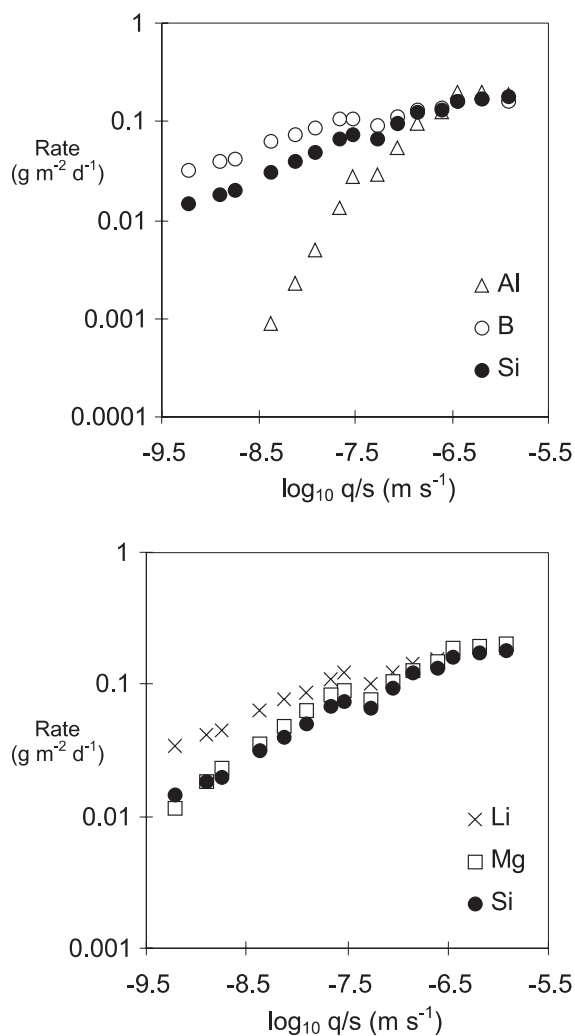 1
0.1
Rate
(g m⁻² d⁻¹)
0.01
0.001
0.0001
Al
B
Si
-9.5 -8.5 -7.5 -6.5 -5.5
log₁₀ q/s (m s⁻¹)
1
0.1
Rate
(g m⁻² d⁻¹)
0.01
0.001
Li
Mg
Si
-9.5 -8.5 -7.5 -6.5 -5.5
log₁₀ q/s (m s⁻¹)